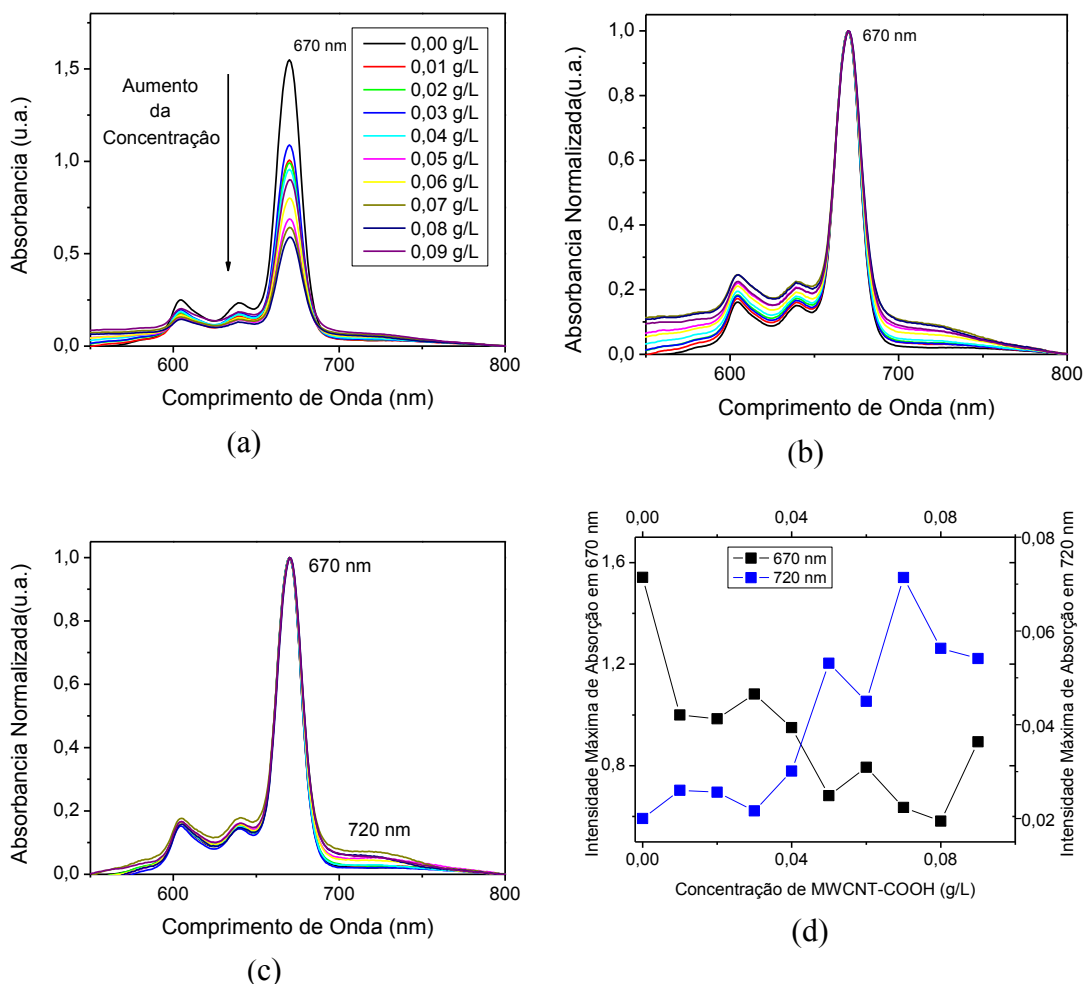 Absorbancia (u.a.)
1,5
1,0
0,5
0,0
600
700
800
Comprimento de Onda (nm)
Aumento
da
Concentraçâo
670 nm
0,00 g/L
0,01 g/L
0,02 g/L
0,03 g/L
0,04 g/L
0,05 g/L
0,06 g/L
0,07 g/L
0,08 g/L
0,09 g/L
(a)
Absorbancia Normalizada(u.a.)
1,0
0,8
0,6
0,4
0,2
0,0
600
700
800
Comprimento de Onda (nm)
670 nm
(b)
Absorbancia Normalizada(u.a.)
1,0
0,8
0,6
0,4
0,2
0,0
600
700
800
Comprimento de Onda (nm)
670 nm
720 nm
(c)
0,00
0,04
0,08
Intensidade Máxima de Absorção em 670 nm
1,6
1,2
0,8
670 nm
720 nm
0,08
0,06
0,04
0,02
Intensidade Máxima de Absorção em 720 nm
0,00
0,04
0,08
Concentração de MWCNT-COOH (g/L)
(d)